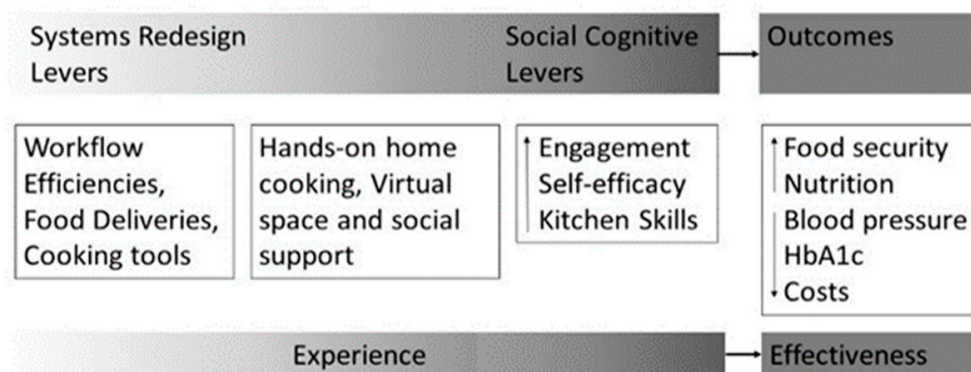 Systems Redesign
Levers
Social Cognitive
Levers
Outcomes
Workflow
Efficiencies,
Food Deliveries,
Cooking tools
Hands-on home
cooking, Virtual
space and social
support
Engagement
Self-efficacy
Kitchen Skills
Food security
Nutrition
Blood pressure
HbA1c
Costs
Experience
Effectiveness